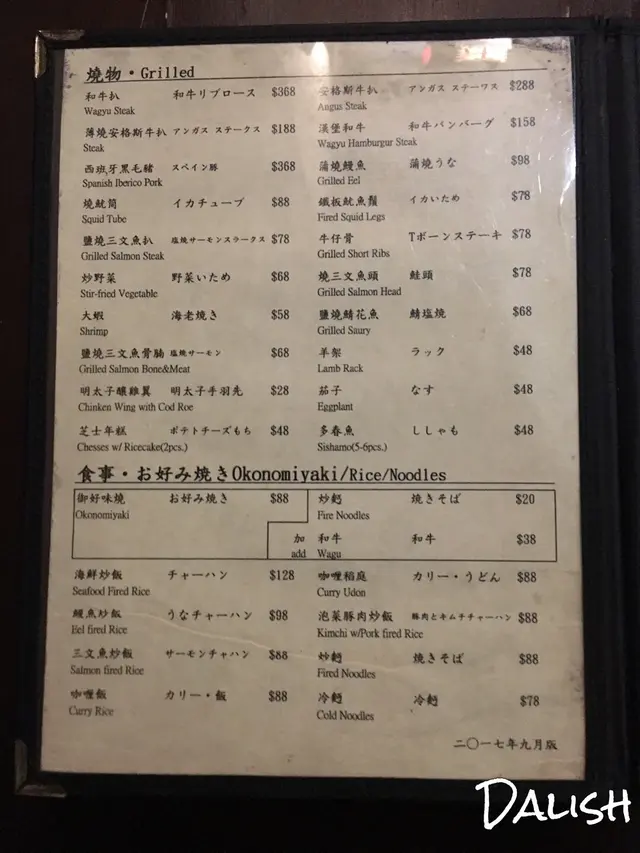 燒物・Grilled
和牛扒 和牛リブロース $368
Wagyu Steak
安格斯牛扒 アンガス ステーワス $288
Angus Steak
薄燒安格斯牛扒 アンガス ステークス $188
Steak
漢堡和牛 和牛バンバーグ $158
Wagyu Hamburgur Steak
西班牙黑毛豬 スペイン豚 $368
Spanish Iberico Pork
蒲燒鰻魚 蒲燒うな $98
Grilled Eel
燒魷筒 イカチューブ $88
Squid Tube
鐵板魷魚鬚 イカいため $78
Fired Squid Legs
鹽燒三文魚扒 塩焼サーモンスラークス $78
Grilled Salmon Steak
牛仔骨 Tボーンステーキ $78
Grilled Short Ribs
炒野菜 野菜いため $68
Stir-fried Vegetable
燒三文魚頭 鮭頭 $78
Grilled Salmon Head
大蝦 海老焼き $58
Shrimp
鹽燒鯖花魚 鯖塩焼 $68
Grilled Saury
鹽燒三文魚骨腩 塩焼サーモン $68
Grilled Salmon Bone&Meat
羊架 ラック $48
Lamb Rack
明太子釀雞翼 明太子手羽先 $28
Chinken Wing with Cod Roe
茄子 なす $48
Eggplant
芝士年糕 ポテトチーズもち $48
Chesses w/ Ricecake(2pcs.)
多春魚 ししゃも $48
Sishamo(5-6pcs.)
食事・お好み焼きOkonomiyaki/Rice/Noodles
御好味燒 お好み焼き $88
Okonomiyaki
炒麵 焼きそば $20
Fire Noodles
加 和牛 和牛 $38
add Wagu
海鮮炒飯 チャーハン $128
Seafood Fired Rice
咖喱稻庭 カリー・うどん $88
Curry Udon
鰻魚炒飯 うなチャーハン $98
Eel fired Rice
泡菜豚肉炒飯 豚肉とキムチチャーハン $88
Kimchi w/Pork fired Rice
三文魚炒飯 サーモンチャハン $88
Salmon fired Rice
炒麵 焼きそば $88
Fired Noodles
咖喱飯 カリー・飯 $88
Curry Rice
冷麵 冷麵 $78
Cold Noodles
二〇一七年九月版
DALISH